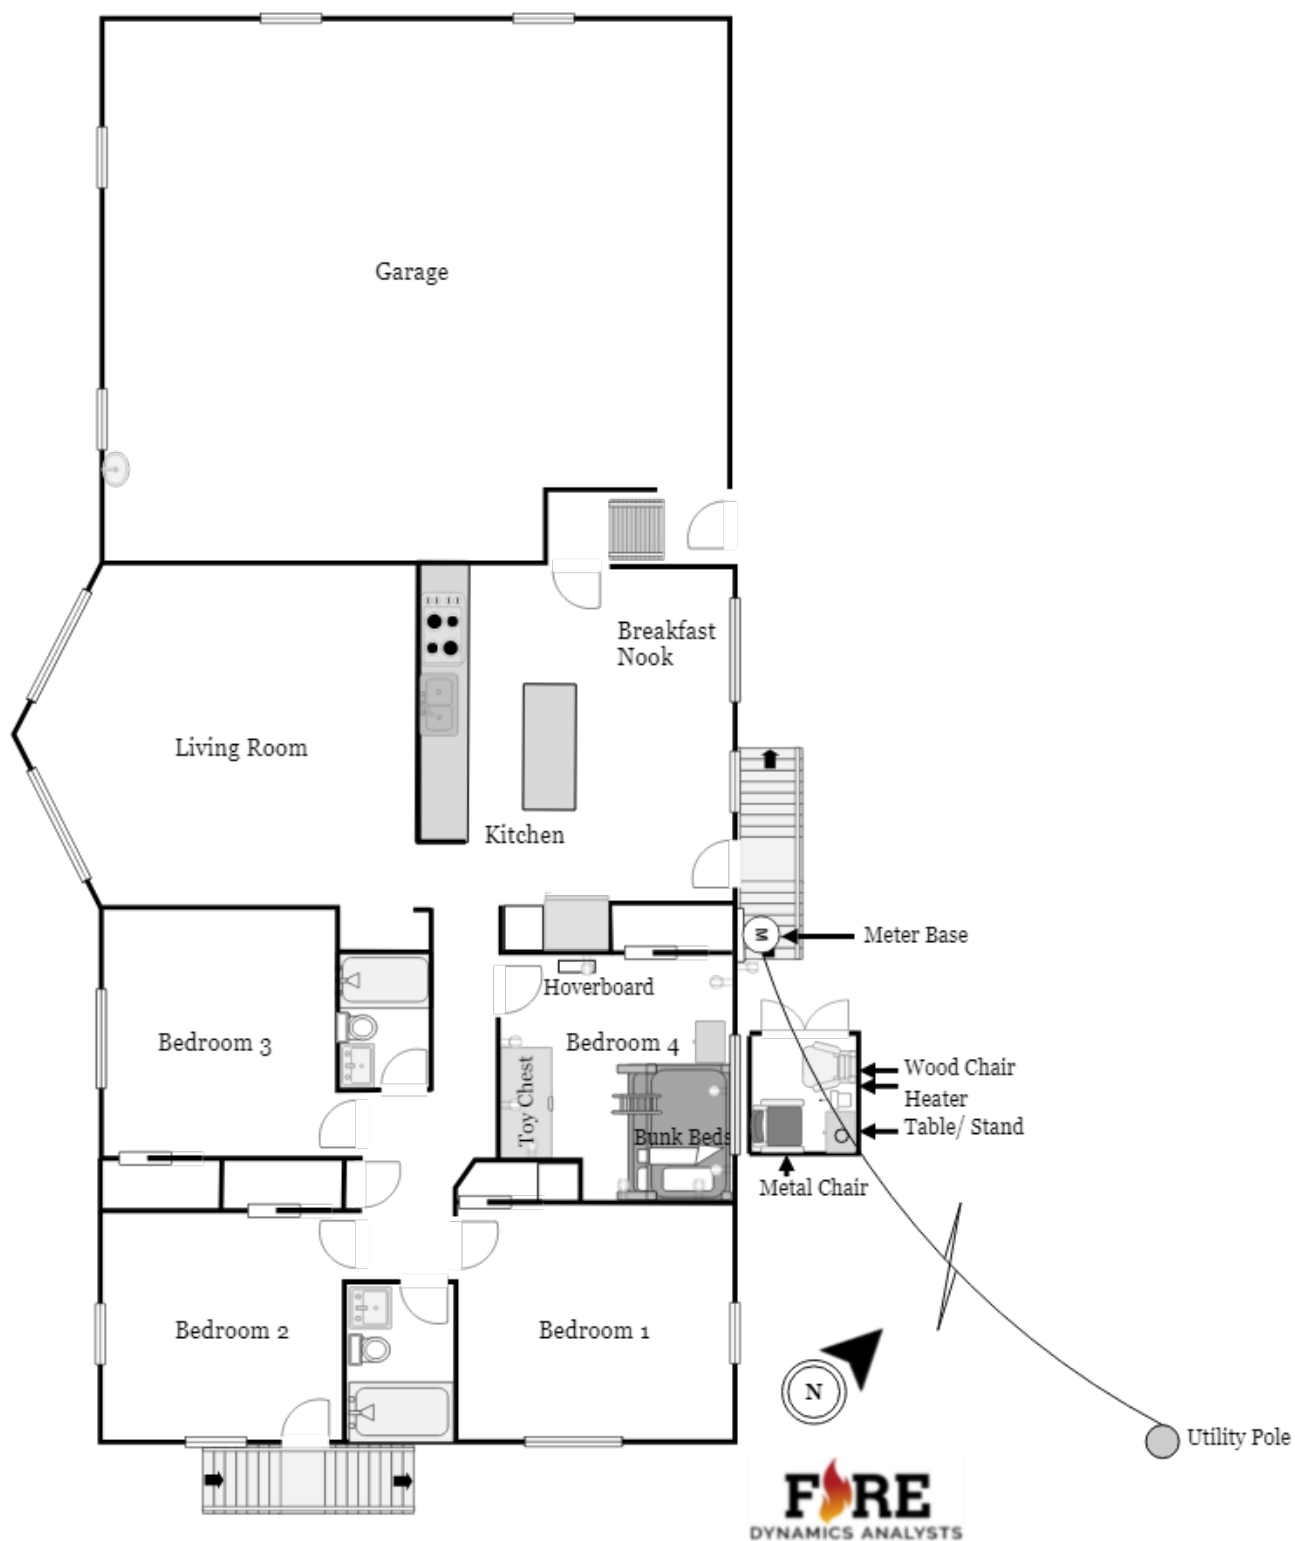 Garage
Breakfast
Nook
Living Room
Kitchen
M
Meter Base
Hoverboard
Bedroom 3
Bedroom 4
Toy Chest
Wood Chair
Heater
Table/ Stand
Bunk Beds
Metal Chair
Bedroom 2
Bedroom 1
N
Utility Pole
FIRE
DYNAMICS ANALYSTS